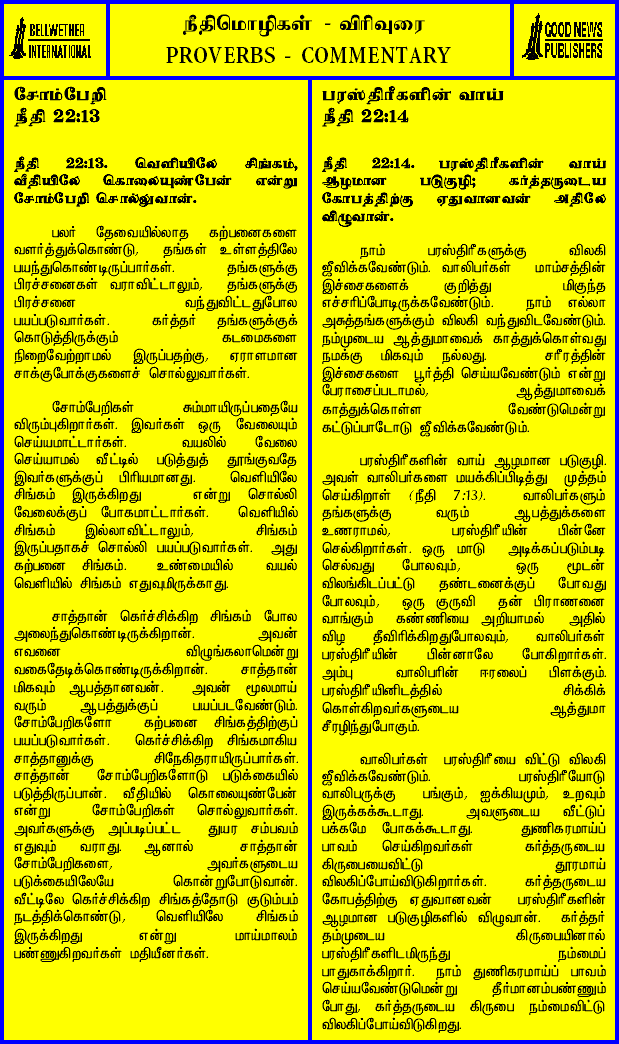 BELLWETHER
INTERNATIONAL
நீதிமொழிகள் - விரிவுரை
PROVERBS - COMMENTARY
GOOD NEWS
PUBLISHERS
சோம்பேறி
நீதி 22:13
நீதி 22:13. வெளியிலே சிங்கம்,
வீதியிலே கொலையுண்பேன் என்று
சோம்பேறி சொல்லுவான்.
பலர் தேவையில்லாத கற்பனைகளை
வளர்த்துக்கொண்டு, தங்கள் உள்ளத்திலே
பயந்துகொண்டிருப்பார்கள். தங்களுக்கு
பிரச்சனைகள் வராவிட்டாலும், தங்களுக்கு
பிரச்சனை வந்துவிட்டதுபோல
பயப்படுவார்கள். கர்த்தர் தங்களுக்குக்
கொடுத்திருக்கும் கடமைகளை
நிறைவேற்றாமல் இருப்பதற்கு, ஏராளமான
சாக்குபோக்குகளைச் சொல்லுவார்கள்.
சோம்பேறிகள் சும்மாயிருப்பதையே
விரும்புகிறார்கள். இவர்கள் ஒரு வேலையும்
செய்யமாட்டார்கள். வயலில் வேலை
செய்யாமல் வீட்டில் படுத்துத் தூங்குவதே
இவர்களுக்குப் பிரியமானது. வெளியிலே
சிங்கம் இருக்கிறது என்று சொல்லி
வேலைக்குப் போகமாட்டார்கள். வெளியில்
சிங்கம் இல்லாவிட்டாலும், சிங்கம்
இருப்பதாகச் சொல்லி பயப்படுவார்கள். அது
கற்பனை சிங்கம். உண்மையில் வயல்
வெளியில் சிங்கம் எதுவுமிருக்காது.
சாத்தான் கெர்ச்சிக்கிற சிங்கம் போல
அலைந்துகொண்டிருக்கிறான். அவன்
எவனை விழுங்கலாமென்று
வகைதேடிக்கொண்டிருக்கிறான். சாத்தான்
மிகவும் ஆபத்தானவன். அவன் மூலமாய்
வரும் ஆபத்துக்குப் பயப்படவேண்டும்.
சோம்பேறிகளோ கற்பனை சிங்கத்திற்குப்
பயப்படுவார்கள். கெர்ச்சிக்கிற சிங்கமாகிய
சாத்தானுக்கு சிநேகிதராயிருப்பார்கள்.
சாத்தான் சோம்பேறிகளோடு படுக்கையில்
படுத்திருப்பான். வீதியில் கொலையுண்பேன்
என்று சோம்பேறிகள் சொல்லுவார்கள்.
அவர்களுக்கு அப்படிப்பட்ட துயர சம்பவம்
எதுவும் வராது. ஆனால் சாத்தான்
சோம்பேறிகளை, அவர்களுடைய
படுக்கையிலேயே கொன்றுபோடுவான்.
வீட்டிலே கெர்ச்சிக்கிற சிங்கத்தோடு குடும்பம்
நடத்திக்கொண்டு, வெளியிலே சிங்கம்
இருக்கிறது என்று மாய்மாலம்
பண்ணுகிறவர்கள் மதியீனர்கள்.
பரஸ்திரீகளின் வாய்
நீதி 22:14
நீதி 22:14. பரஸ்திரீகளின் வாய்
ஆழமான படுகுழி; கர்த்தருடைய
கோபத்திற்கு ஏதுவானவன் அதிலே
விழுவான்.
நாம் பரஸ்திரீகளுக்கு விலகி
ஜீவிக்கவேண்டும். வாலிபர்கள் மாம்சத்தின்
இச்சைகளைக் குறித்து மிகுந்த
எச்சரிப்போடிருக்கவேண்டும். நாம் எல்லா
அசுத்தங்களுக்கும் விலகி வந்துவிடவேண்டும்.
நம்முடைய ஆத்துமாவைக் காத்துக்கொள்வது
நமக்கு மிகவும் நல்லது. சரீரத்தின்
இச்சைகளை பூர்த்தி செய்யவேண்டும் என்று
பேராசைப்படாமல், ஆத்துமாவைக்
காத்துக்கொள்ள வேண்டுமென்று
கட்டுப்பாடோடு ஜீவிக்கவேண்டும்.
பரஸ்திரீகளின் வாய் ஆழமான படுகுழி.
அவள் வாலிபர்களை மயக்கிப்பிடித்து முத்தம்
செய்கிறாள் (நீதி 7:13). வாலிபர்களும்
தங்களுக்கு வரும் ஆபத்துக்களை
உணராமல், பரஸ்திரீயின் பின்னே
செல்கிறார்கள். ஒரு மாடு அடிக்கப்படும்படி
செல்வது போலவும், ஒரு மூடன்
விலங்கிடப்பட்டு தண்டனைக்குப் போவது
போலவும், ஒரு குருவி தன் பிராணனை
வாங்கும் கண்ணியை அறியாமல் அதில்
விழ தீவிரிக்கிறதுபோலவும், வாலிபர்கள்
பரஸ்திரீயின் பின்னாலே போகிறார்கள்.
அம்பு வாலிபரின் ஈரலைப் பிளக்கும்.
பரஸ்திரீயினிடத்தில் சிக்கிக்
கொள்கிறவர்களுடைய ஆத்துமா
சீரழிந்துபோகும்.
வாலிபர்கள் பரஸ்திரீயை விட்டு விலகி
ஜீவிக்கவேண்டும். பரஸ்திரீயோடு
வாலிபருக்கு பங்கும், ஐக்கியமும், உறவும்
இருக்கக்கூடாது. அவளுடைய வீட்டுப்
பக்கமே போகக்கூடாது. துணிகரமாய்ப்
பாவம் செய்கிறவர்கள் கர்த்தருடைய
கிருபையைவிட்டு தூரமாய்
விலகிப்போய்விடுகிறார்கள். கர்த்தருடைய
கோபத்திற்கு ஏதுவானவன் பரஸ்திரீகளின்
ஆழமான படுகுழிகளில் விழுவான். கர்த்தர்
தம்முடைய கிருபையினால்
பரஸ்திரீகளிடமிருந்து நம்மைப்
பாதுகாக்கிறார். நாம் துணிகரமாய்ப் பாவம்
செய்யவேண்டுமென்று தீர்மானம்பண்ணும்
போது, கர்த்தருடைய கிருபை நம்மைவிட்டு
விலகிப்போய்விடுகிறது.